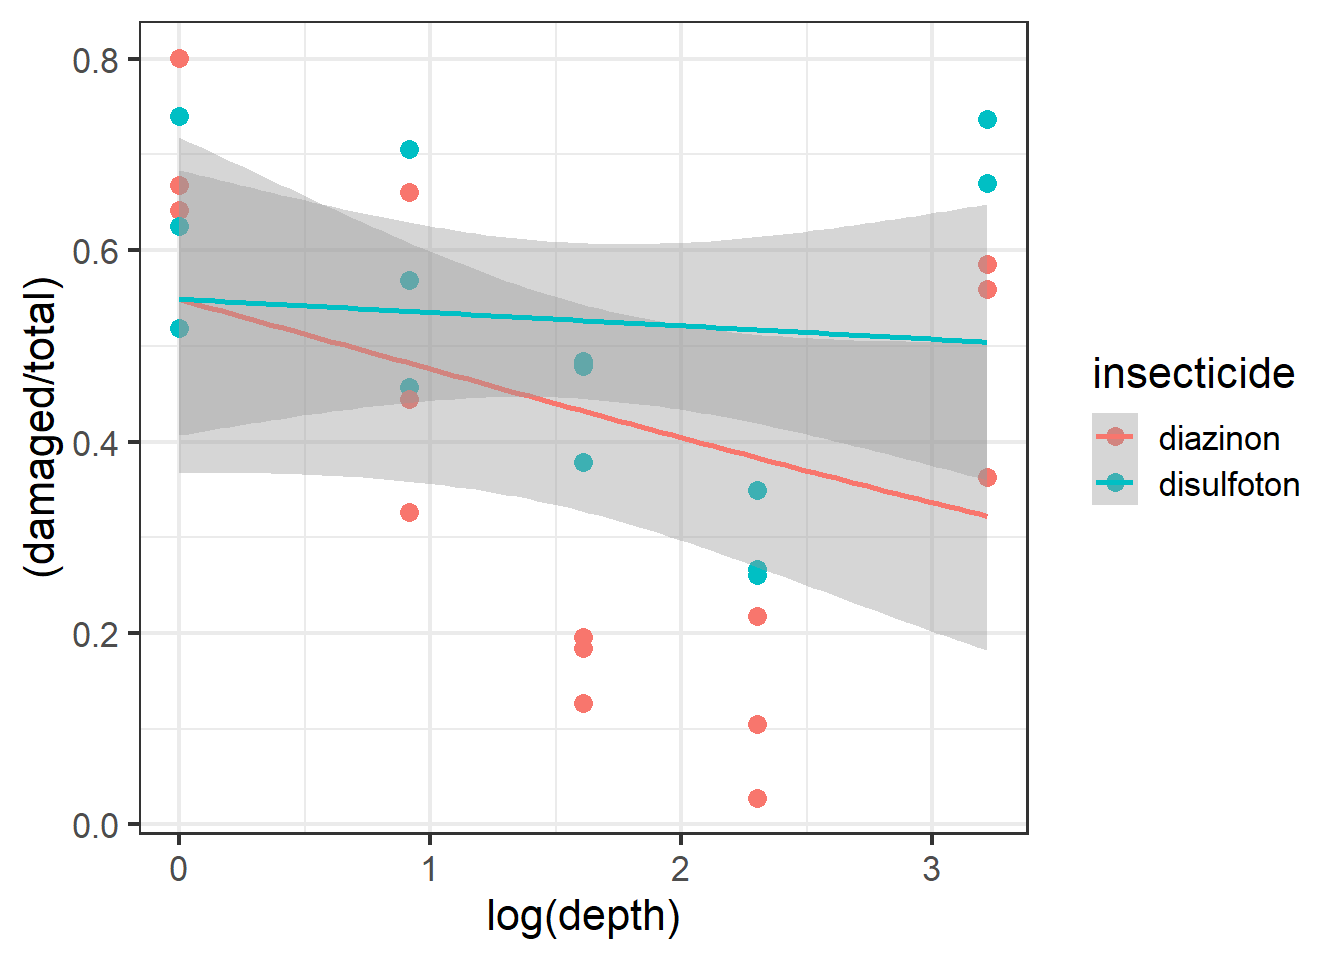 (damaged/total)
0.8
0.6
0.4
0.2
0.0
0 1 2 3
log(depth)
insecticide
diazinon
disulfoton